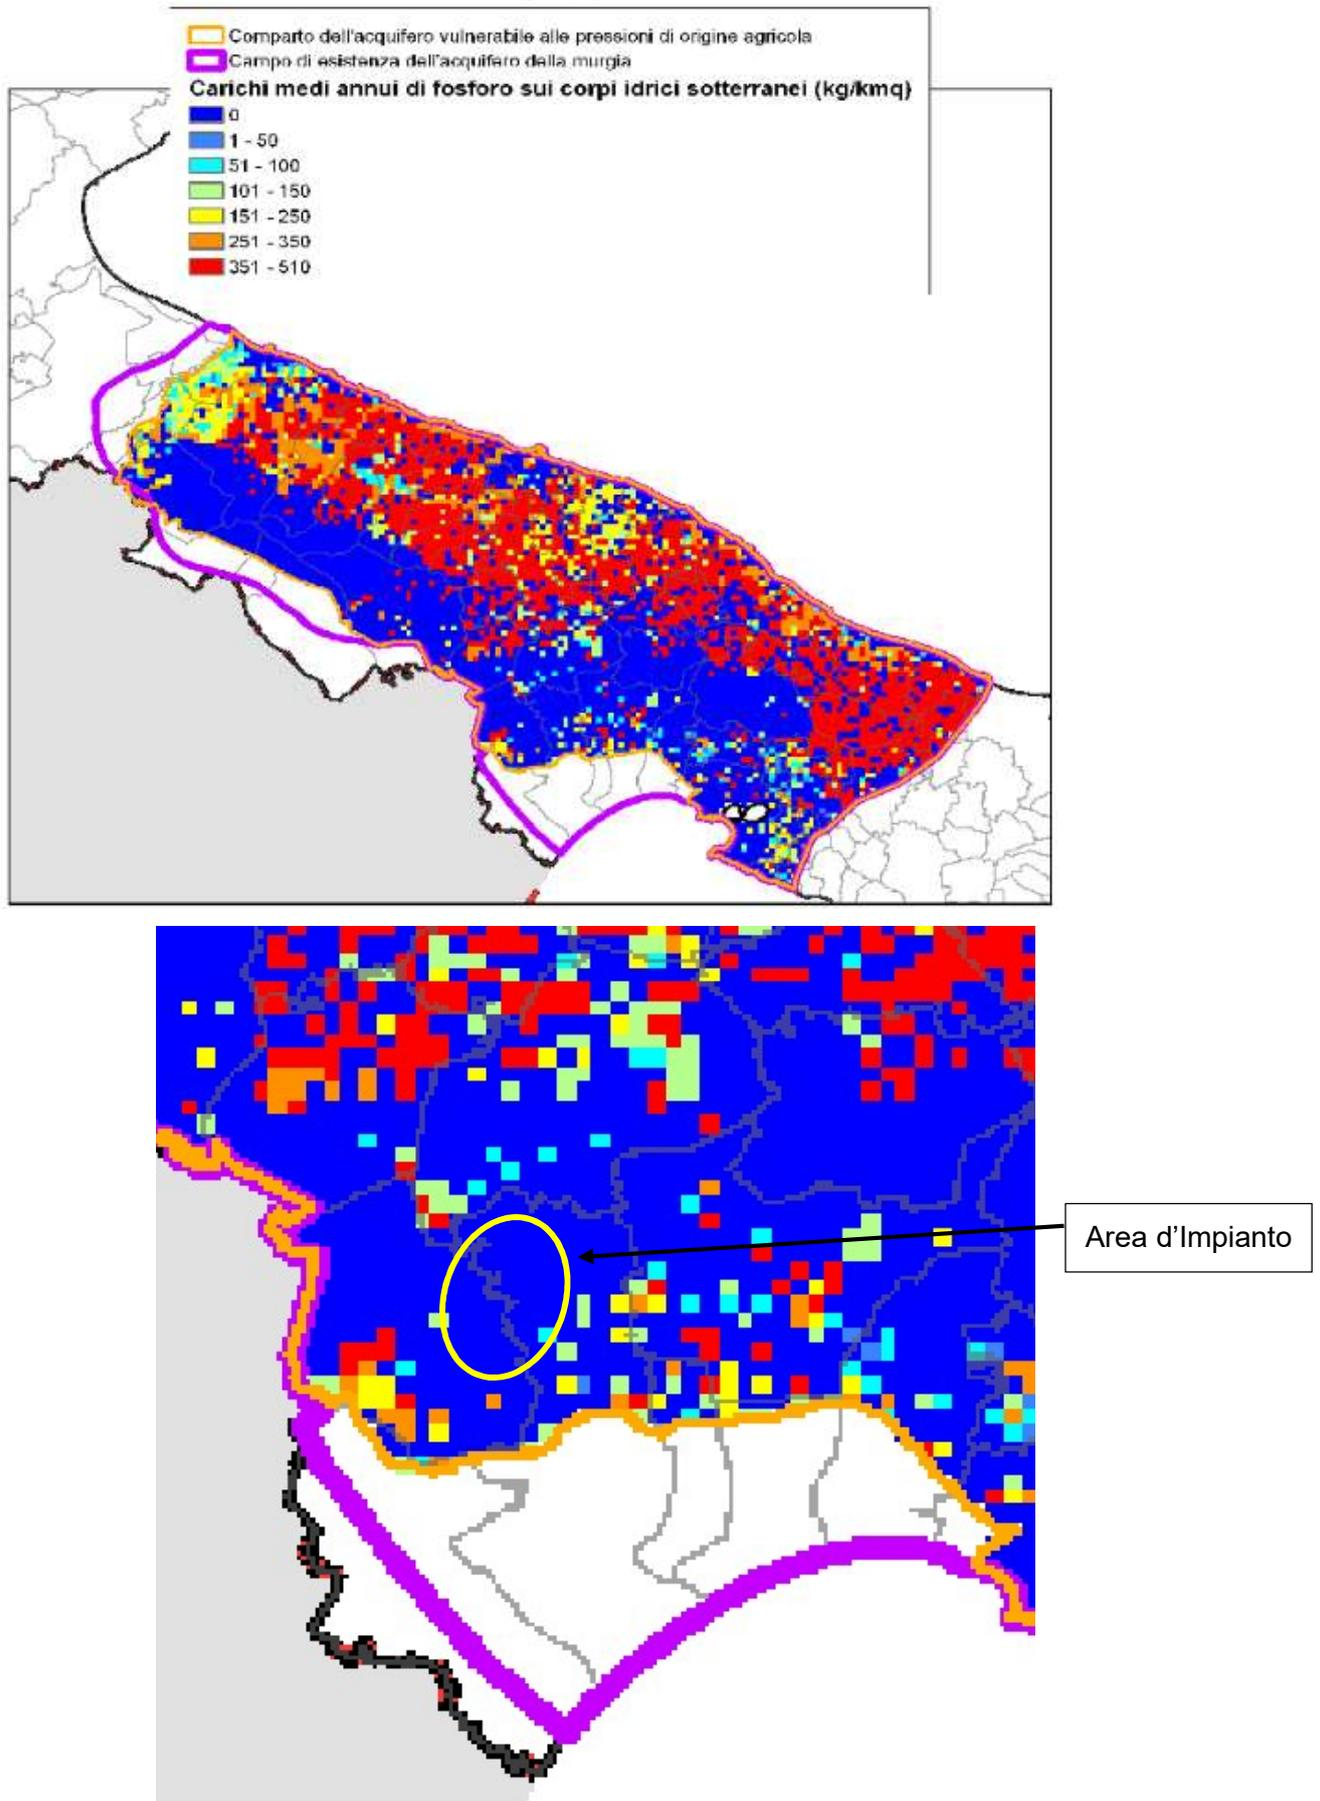 Comparto dell'acquifero vulnerabile alle pressioni di origine agricola
Campo di esistenza dell'acquifero della murgia
Carichi medi annui di fosforo sui corpi idrici sotterranei (kg/kmq)
0
1 - 50
51 - 100
101 - 150
151 - 250
251 - 350
351 - 510
Area d'Impianto